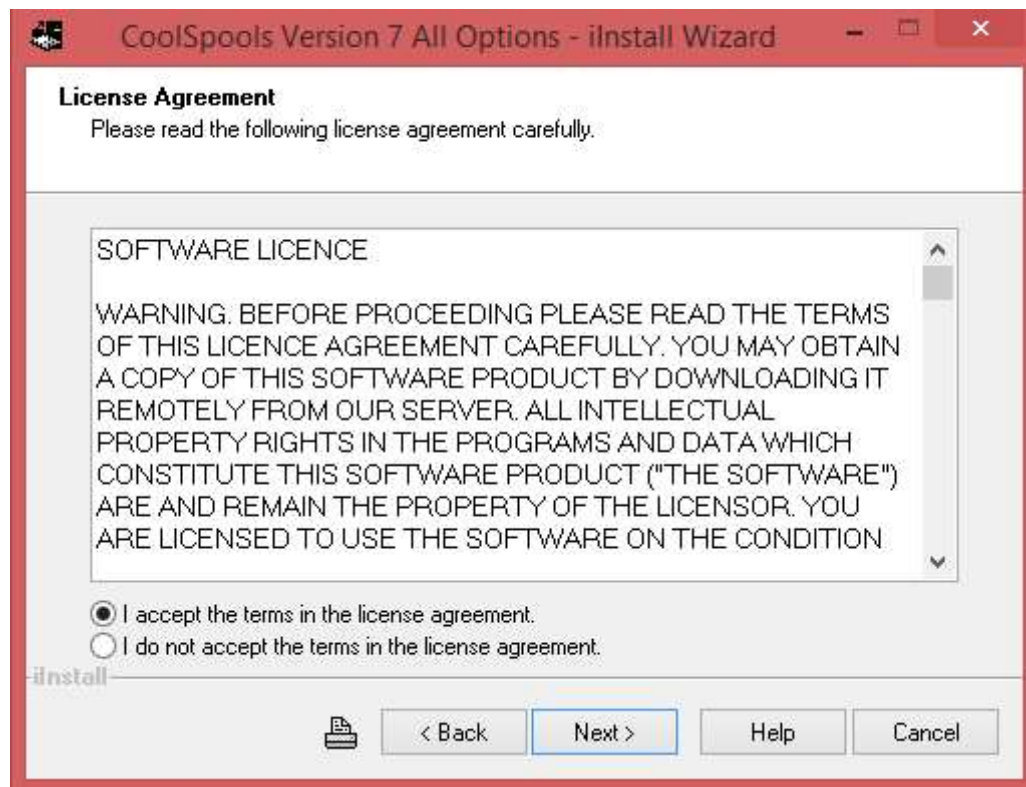 CoolSpools Version 7 All Options - iInstall Wizard
License Agreement
Please read the following license agreement carefully.
SOFTWARE LICENCE
WARNING. BEFORE PROCEEDING PLEASE READ THE TERMS
OF THIS LICENCE AGREEMENT CAREFULLY. YOU MAY OBTAIN
A COPY OF THIS SOFTWARE PRODUCT BY DOWNLOADING IT
REMOTELY FROM OUR SERVER. ALL INTELLECTUAL
PROPERTY RIGHTS IN THE PROGRAMS AND DATA WHICH
CONSTITUTE THIS SOFTWARE PRODUCT ("THE SOFTWARE")
ARE AND REMAIN THE PROPERTY OF THE LICENSOR. YOU
ARE LICENSED TO USE THE SOFTWARE ON THE CONDITION
I accept the terms in the license agreement.
I do not accept the terms in the license agreement.
iInstall
< Back Next > Help Cancel